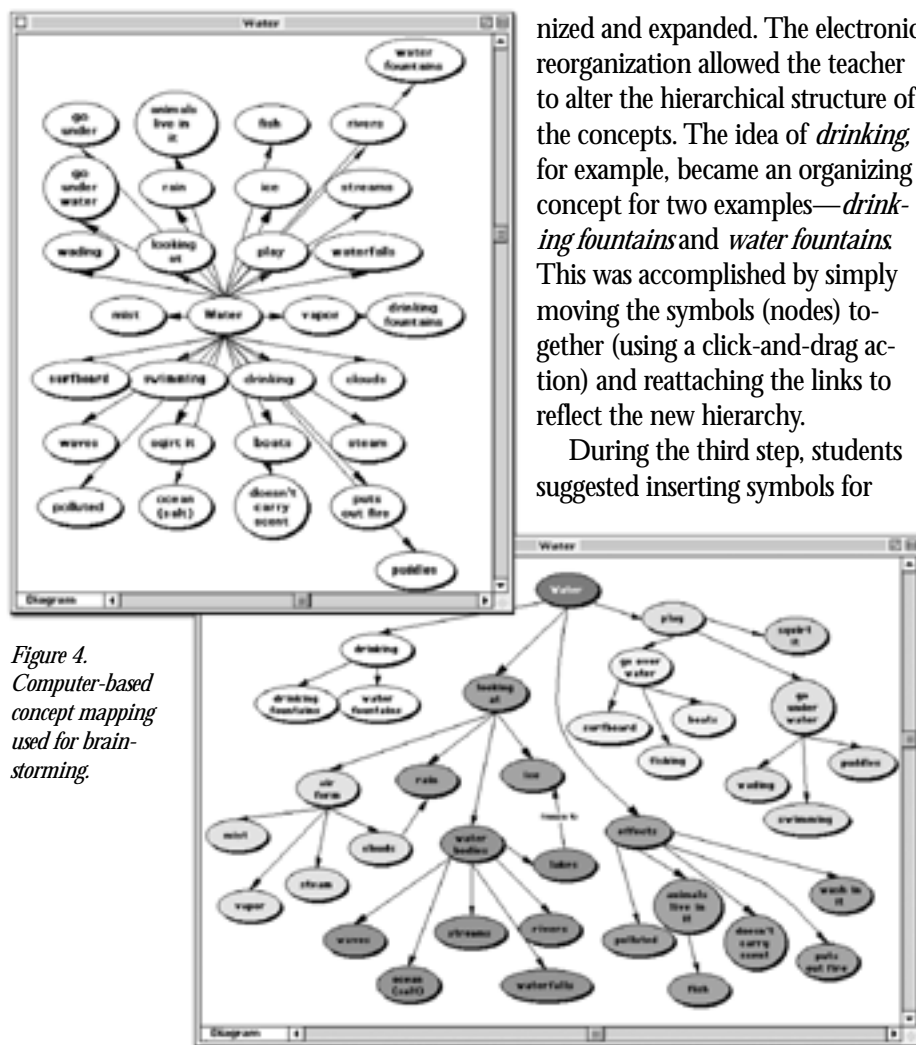 Water
water
fountains
go
under
animals
live in
it
fish
rivers
go
under
water
rain
ice
streams
wading
looking
at
play
waterfalls
mist
Water
vapor
drinking
fountains
surfboard
swimming
drinking
clouds
waves
sqirt it
boats
steam
polluted
ocean
(salt)
doesn't
carry
scent
puts
out fire
puddles
Diagram
nized and expanded. The electronic
reorganization allowed the teacher
to alter the hierarchical structure of
the concepts. The idea of drinking,
for example, became an organizing
concept for two examples—drink-
ing fountains and water fountains.
This was accomplished by simply
moving the symbols (nodes) to-
gether (using a click-and-drag ac-
tion) and reattaching the links to
reflect the new hierarchy.
During the third step, students
suggested inserting symbols for
Figure 4.
Computer-based
concept mapping
used for brain-
storming.
Water
Water
play
squirt
it
drinking
go over
water
looking
at
drinking
fountains
water
fountains
go
under
water
surfboard
boats
fishing
puddles
air
form
rain
ice
wading
swimming
mist
clouds
water
bodies
effects
lakes
steam
vapor
animals
live in
it
wash in
it
waves
streams
rivers
polluted
doesn't
carry
scent
puts
out fire
ocean
(salt)
waterfalls
fish
Diagram